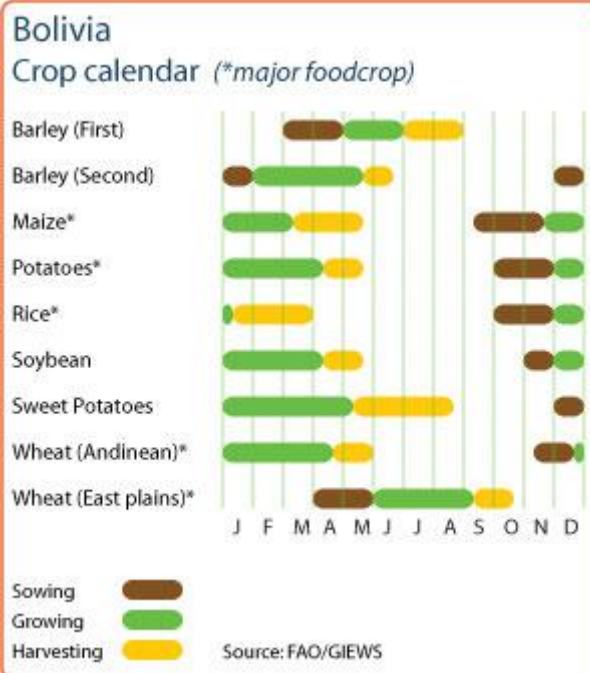 Bolivia
Crop calendar (*major foodcrop)
Barley (First)
Barley (Second)
Maize*
Potatoes*
Rice*
Soybean
Sweet Potatoes
Wheat (Andinean)*
Wheat (East plains)*
J F M A M J J A S O N D
Sowing
Growing
Harvesting Source: FAO/GIEWS